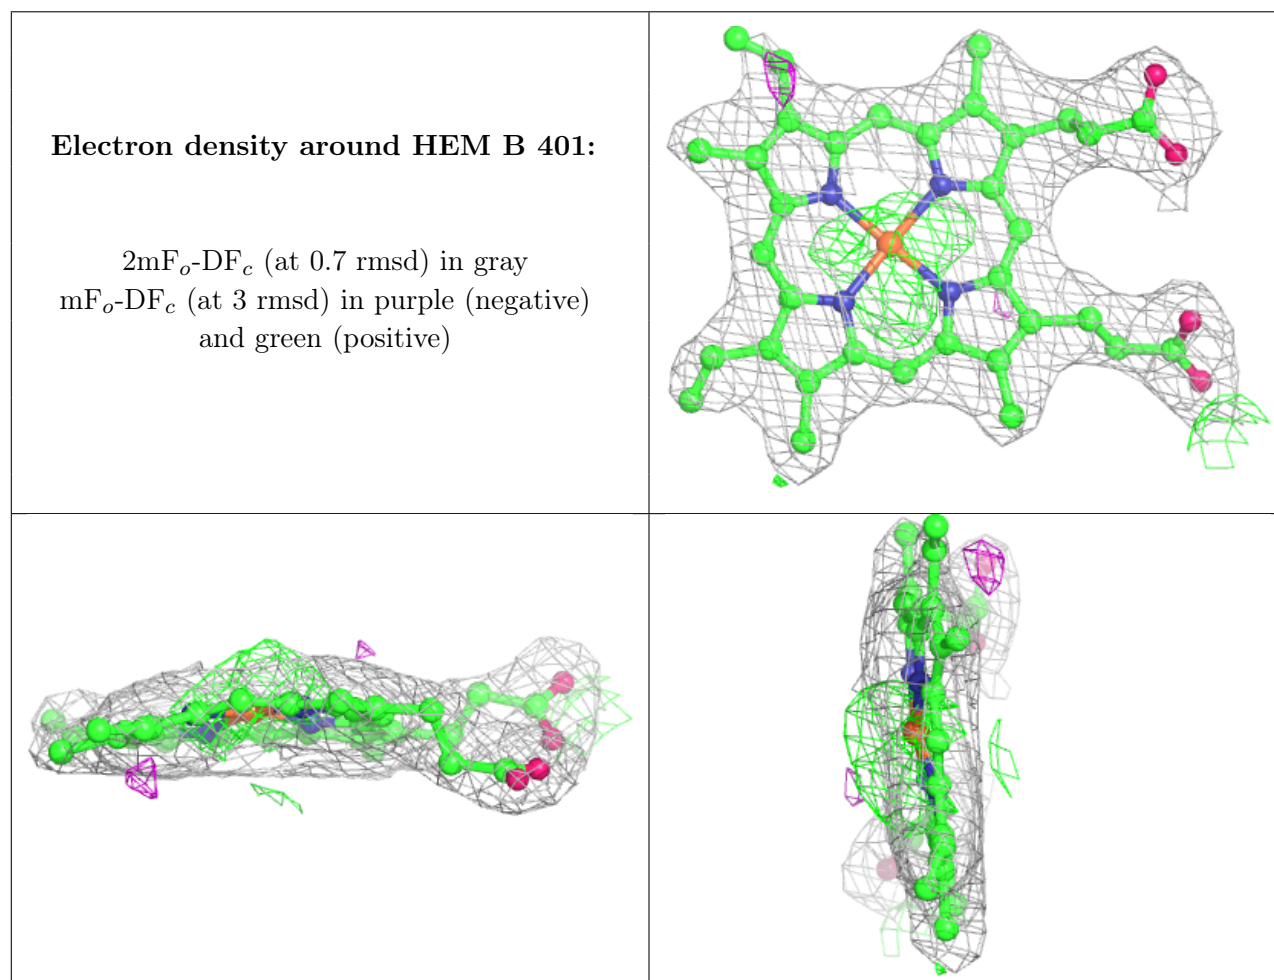 Electron density around HEM B 401:
2mFₒ-DF𝒸 (at 0.7 rmsd) in gray
mFₒ-DF𝒸 (at 3 rmsd) in purple (negative)
and green (positive)